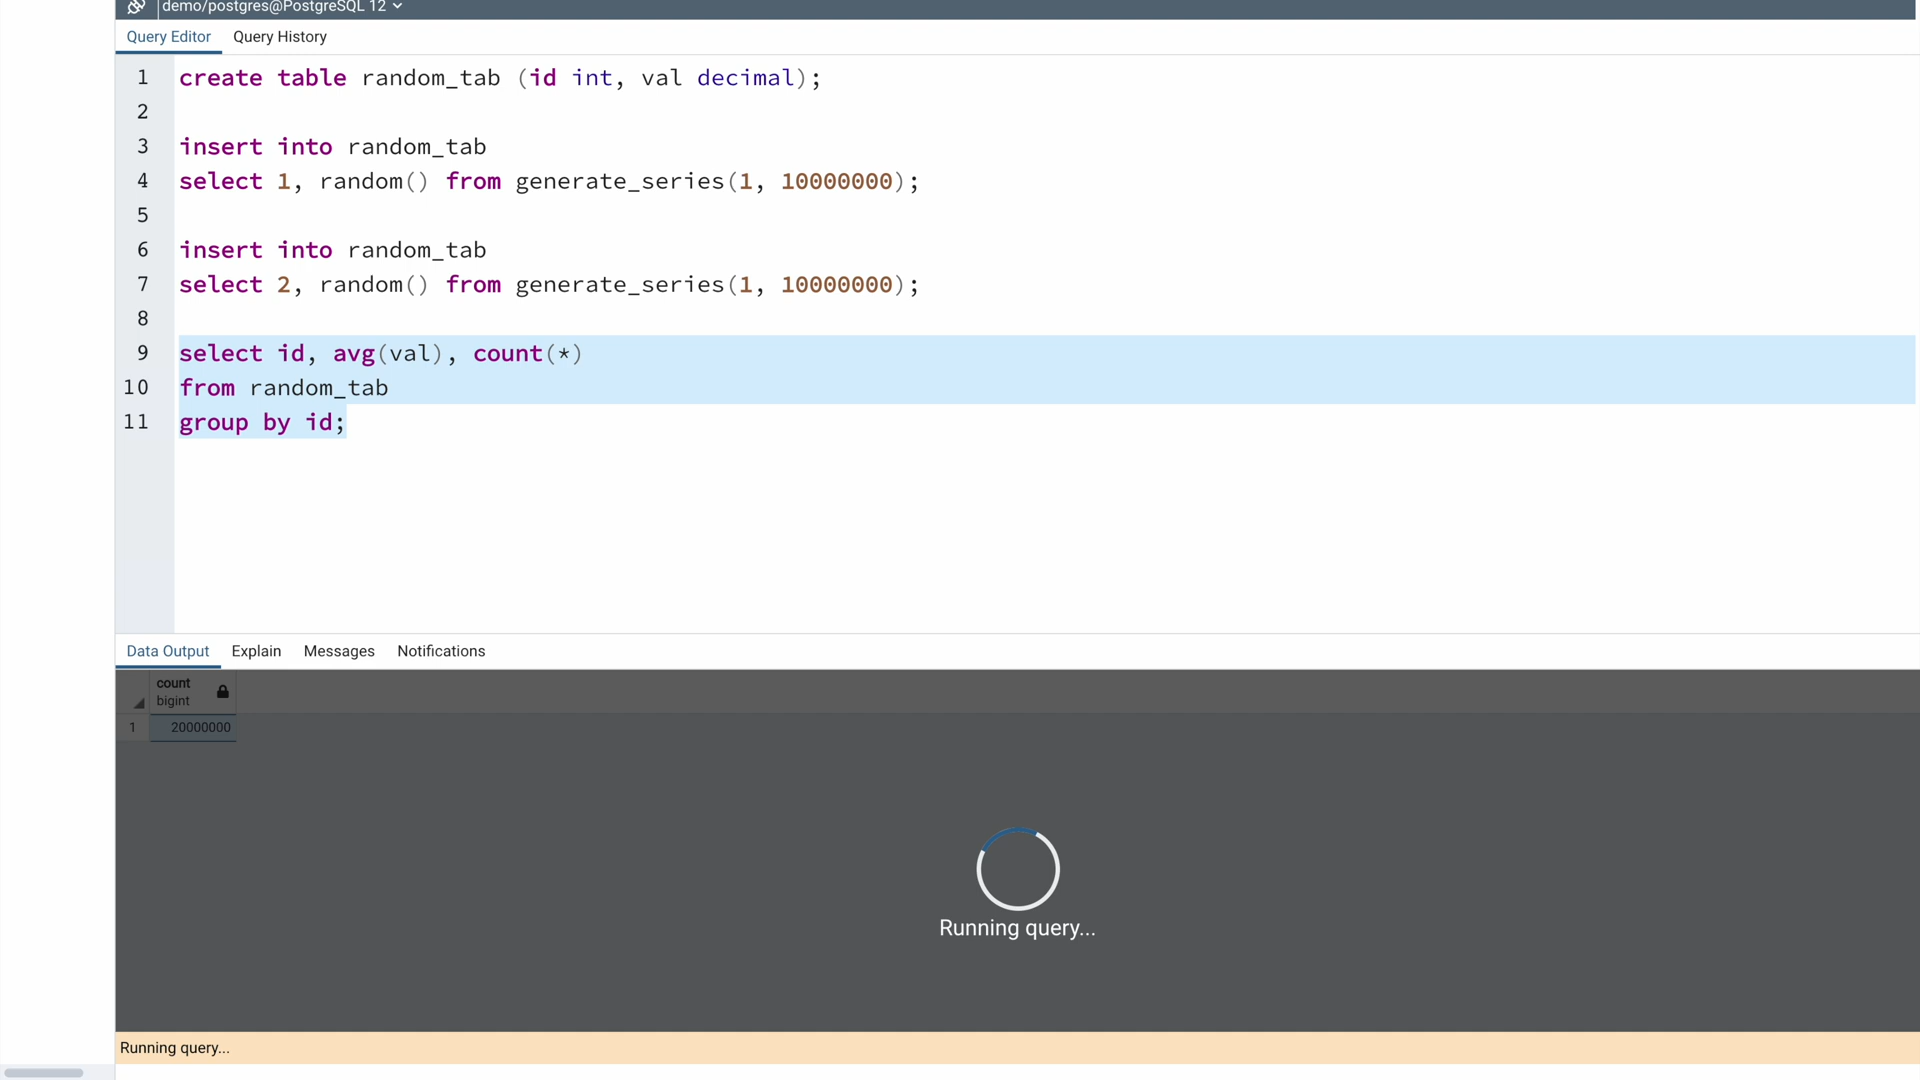 demo/postgres@PostgreSQL 12
Query Editor Query History
1 create table random_tab (id int, val decimal);
2
3 insert into random_tab
4 select 1, random() from generate_series(1, 10000000);
5
6 insert into random_tab
7 select 2, random() from generate_series(1, 10000000);
8
9 select id, avg(val), count(*)
10 from random_tab
11 group by id;
Data Output Explain Messages Notifications
count
bigint
1 20000000
Running query...
Running query...